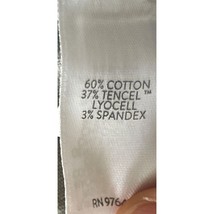 60% COTTON
37% TENCEL™
LYOCELL
3% SPANDEX
RN 976